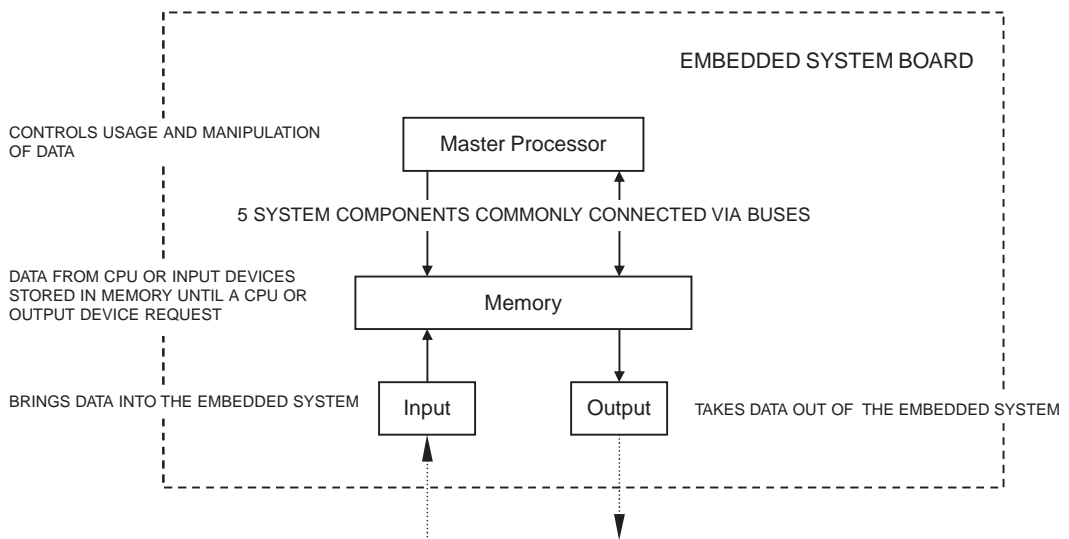 EMBEDDED SYSTEM BOARD
CONTROLS USAGE AND MANIPULATION
OF DATA
Master Processor
5 SYSTEM COMPONENTS COMMONLY CONNECTED VIA BUSES
DATA FROM CPU OR INPUT DEVICES
STORED IN MEMORY UNTIL A CPU OR
OUTPUT DEVICE REQUEST
Memory
BRINGS DATA INTO THE EMBEDDED SYSTEM
Input
Output
TAKES DATA OUT OF THE EMBEDDED SYSTEM